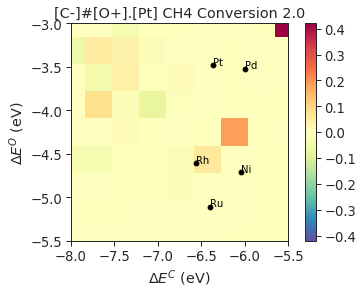 [C-]#[O+].[Pt] CH4 Conversion 2.0
−3.0
−3.5
−4.0
−4.5
−5.0
−5.5
ΔE^O (eV)
Pt
Pd
Rh
Ni
Ru
−8.0 −7.5 −7.0 −6.5 −6.0 −5.5
ΔE^C (eV)
0.4
0.3
0.2
0.1
0.0
−0.1
−0.2
−0.3
−0.4